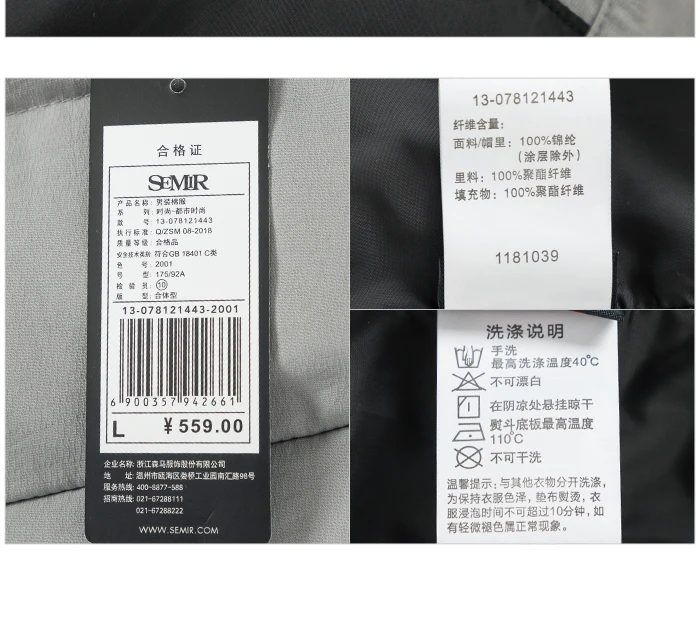 合格证
SEMIR
产品名称:男装棉服
系 列:时尚-都市时尚
款 号:13-078121443
执行标准:Q/ZSM 08-2018
质量等级:合格品
安全技术类别:符合GB 18401 C类
色 号:2001
号 型:175/92A
检 验 员:⑩
版 型:合体型
13-078121443-2001
6 900357 942661
L ¥559.00
企业名称:浙江森马服饰股份有限公司
地 址:温州市瓯海区娄桥工业园南汇路98号
服务热线:400-8877-588
招商热线:021-67288111
021-67288222
WWW.SEMIR.COM
13-078121443
纤维含量:
面料/帽里:100%锦纶
(涂层除外)
里料:100%聚酯纤维
填充物:100%聚酯纤维
1181039
洗涤说明
手洗
最高洗涤温度40℃
不可漂白
在阴凉处悬挂晾干
熨斗底板最高温度
110℃
不可干洗
温馨提示:与其他衣物分开洗涤,
为保持衣服色泽,垫布熨烫,衣
服浸泡时间不可超过10分钟,如
有轻微褪色属正常现象。